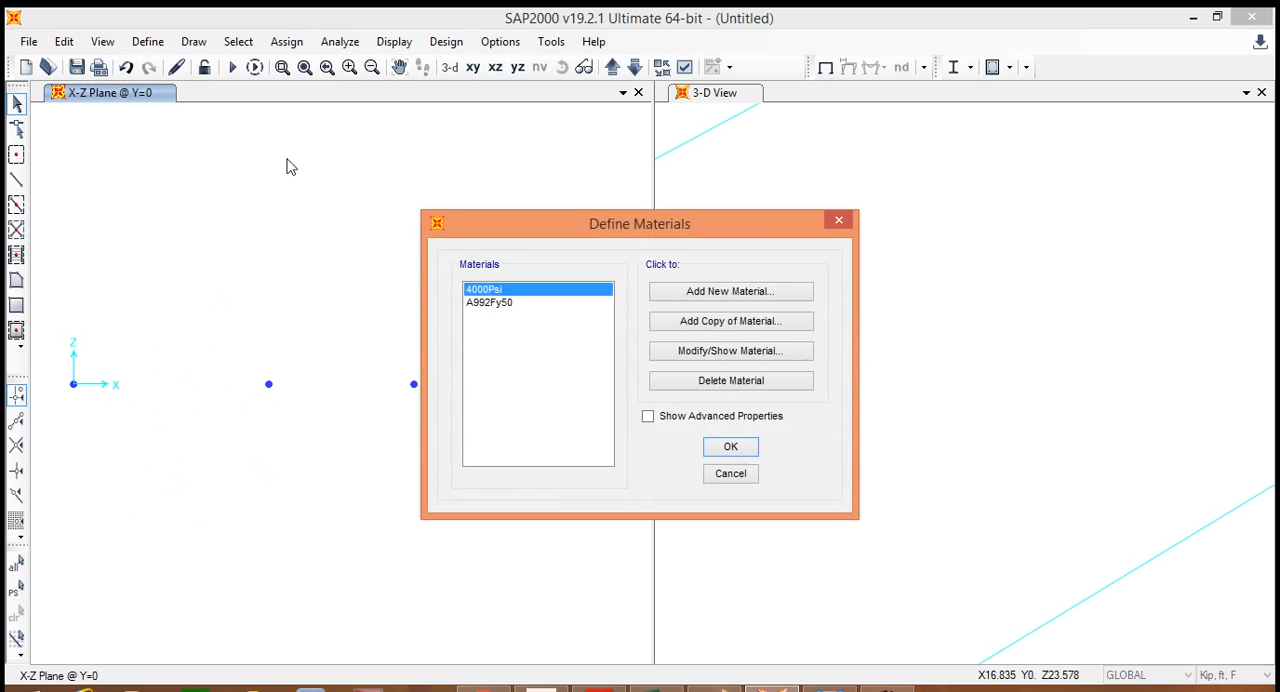 SAP2000 v19.2.1 Ultimate 64-bit - (Untitled)
File Edit View Define Draw Select Assign Analyze Display Design Options Tools Help
3-d xy xz yz nv nd
X-Z Plane @ Y=0
3-D View
Define Materials
Materials
Click to:
4000Psi
A992Fy50
Add New Material...
Add Copy of Material...
Modify/Show Material...
Delete Material
Show Advanced Properties
OK
Cancel
Z
X
all
ps
clr
X-Z Plane @ Y=0
X16.835 Y0. Z23.578
GLOBAL
Kip, ft, F